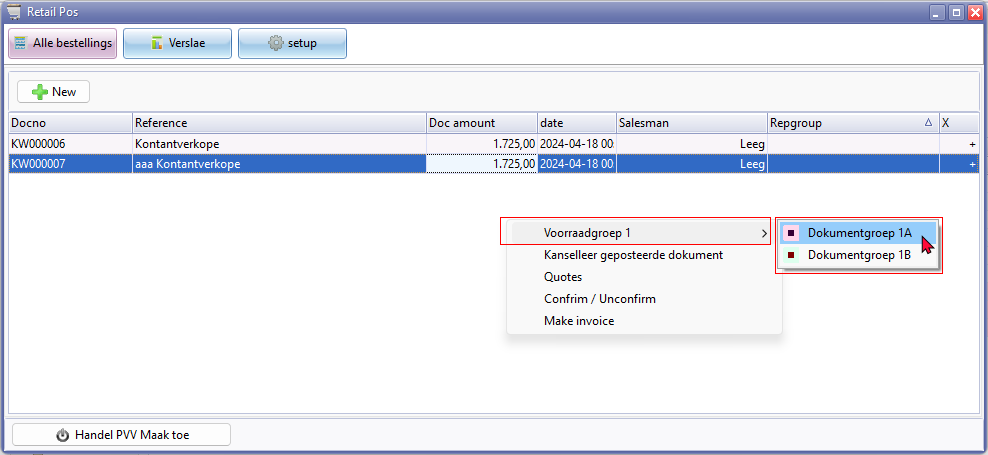 Retail Pos
Alle bestellings Verslae setup
New
Docno Reference Doc amount date Salesman Repgroup X
KW000006 Kontantverkope 1.725,00 2024-04-18 00 Leeg +
KW000007 aaa Kontantverkope 1.725,00 2024-04-18 00 Leeg +
Voorraadgroep 1
Kanselleer geposteerde dokument
Quotes
Confrim / Unconfirm
Make invoice
Dokumentgroep 1A
Dokumentgroep 1B
Handel PVV Maak toe